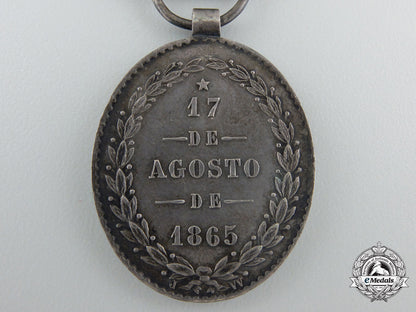 17
DE
AGOSTO
DE
1865
W
eMedals